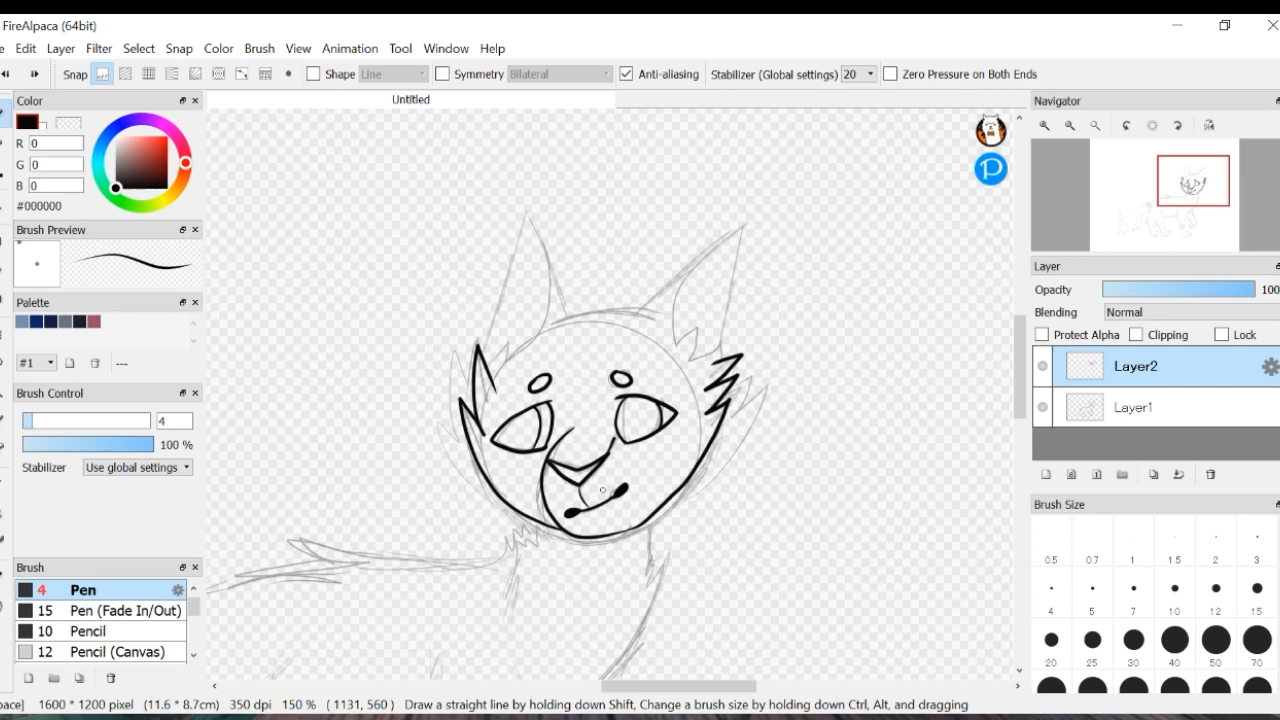 FireAlpaca (64bit)
e Edit Layer Filter Select Snap Color Brush View Animation Tool Window Help
Snap Shape Line Symmetry Bilateral Anti-aliasing Stabilizer (Global settings) 20 Zero Pressure on Both Ends
Color
Untitled
Navigator
R 0
G 0
B 0
#000000
Brush Preview
Palette
#1 ---
Brush Control
4
100 %
Stabilizer Use global settings
Brush
4 Pen
15 Pen (Fade In/Out)
10 Pencil
12 Pencil (Canvas)
Layer
Opacity 100
Blending Normal
Protect Alpha Clipping Lock
Layer2
Layer1
Brush Size
0.5 0.7 1 1.5 2 3
4 5 7 10 12 15
20 25 30 40 50 70
pace] 1600 * 1200 pixel (11.6 * 8.7cm) 350 dpi 150 % ( 1131, 560 ) Draw a straight line by holding down Shift, Change a brush size by holding down Ctrl, Alt, and dragging